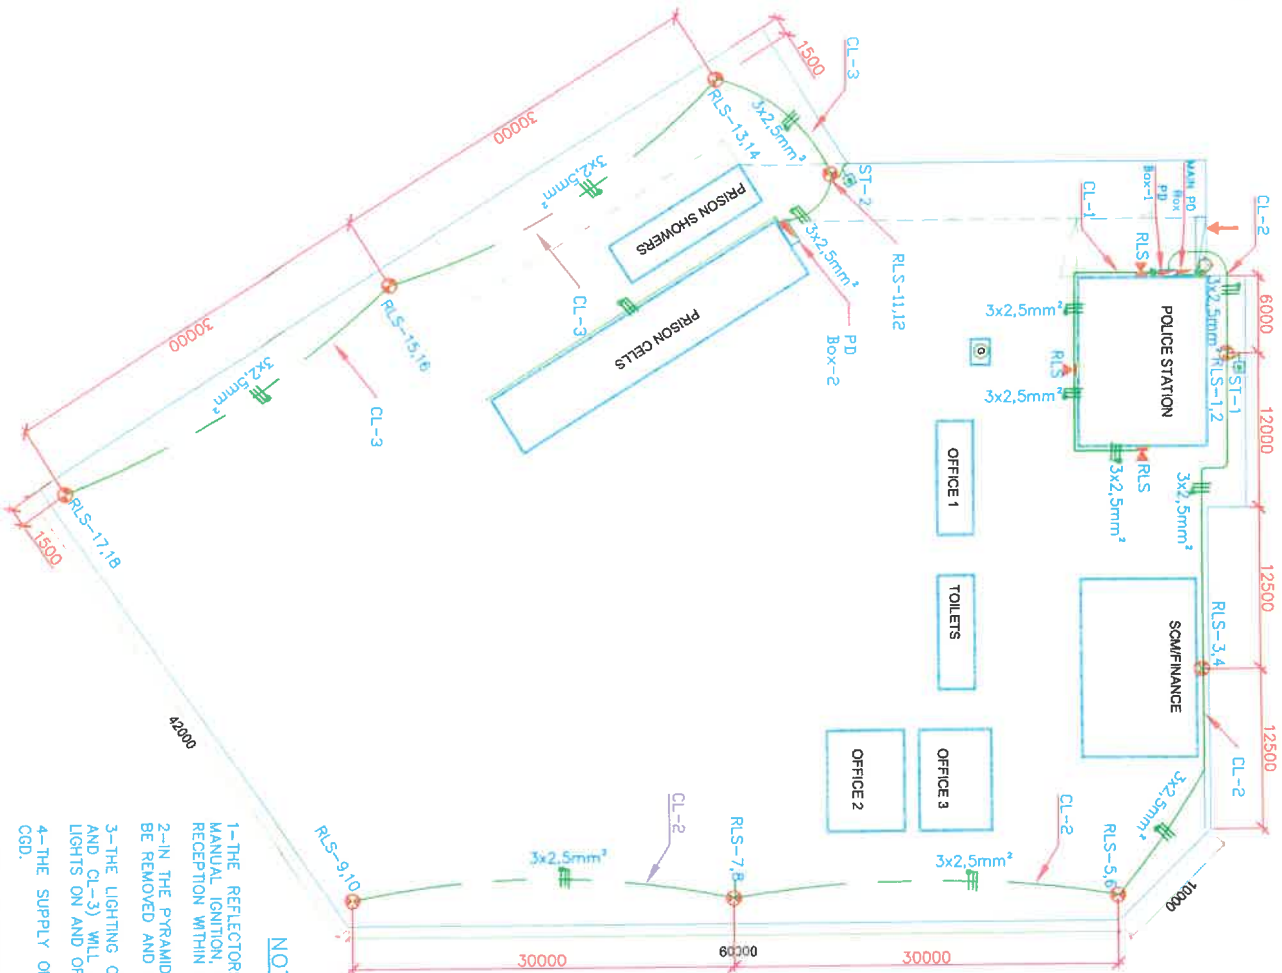 1500
CL-3
3x2,5mm²
RLS-13,14
ST-2
30000
3x2,5mm²
PRISON SHOWERS
3x2,5mm²
RLS-11,12
PRISON CELLS
PD
Box-2
CL-3
RLS-15,16
30000
3x2,5mm²
CL-3
RLS-17,18
1500
42000
MAIN PD
Box
PD
Box-1
CL-1
CL-2
RLS
3x2,5mm²
RLS-1,2
ST-1
6000
POLICE STATION
3x2,5mm²
RLS
3x2,5mm²
G
RLS
3x2,5mm²
3x2,5mm²
12000
OFFICE 1
TOILETS
12500
RLS-3,4
SCM/FINANCE
12500
CL-2
3x2,5mm²
OFFICE 2
OFFICE 3
CL-2
CL-2
RLS-5,6
10000
RLS-7,8
3x2,5mm²
3x2,5mm²
RLS-9,10
30000
60000
30000
NO
1-THE REFLECTOR
MANUAL IGNITION,
RECEPTION WITHIN
2-IN THE PYRAMID
BE REMOVED AND
3-THE LIGHTING C
AND CL-3) WILL
LIGHTS ON AND OF
4-THE SUPPLY OF
CGD.